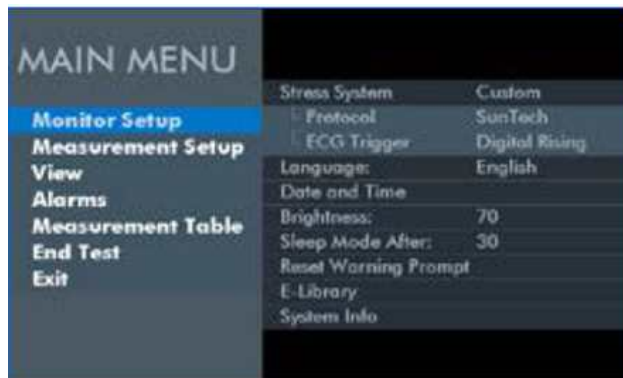 MAIN MENU
Monitor Setup
Measurement Setup
View
Alarms
Measurement Table
End Test
Exit
Stress System Custom
Protocol SunTech
ECG Trigger Digital Rising
Language: English
Date and Time
Brightness: 70
Sleep Mode After: 30
Reset Warning Prompt
E-Library
System Info